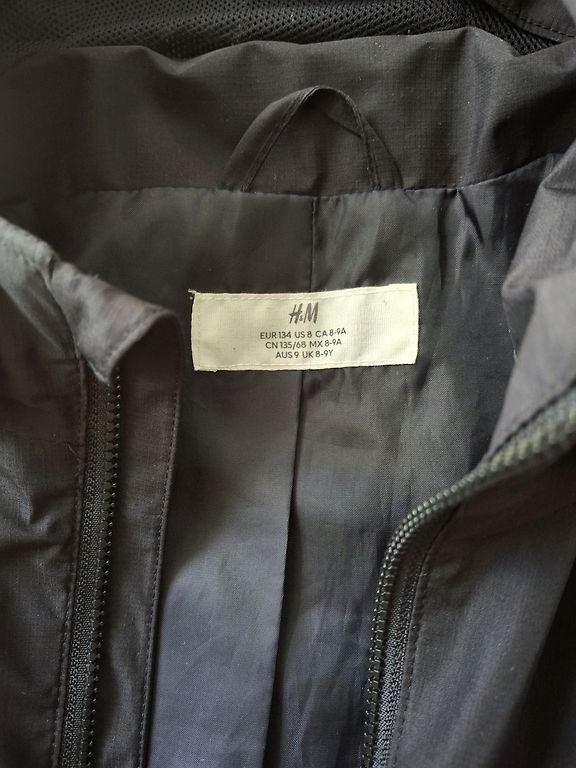 H&M
EUR 134 US 8 CA 8-9A
CN 135/68 MX 8-9A
AUS 9 UK 8-9Y